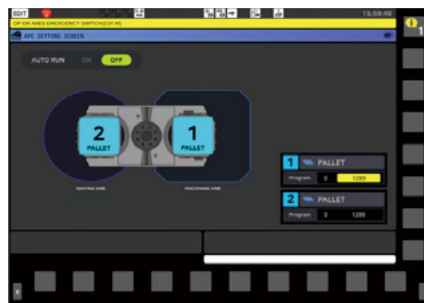 EDIT
15:59:46
OP OR AXES EMERGENCY SWITCH(ESP.M)
APC SETTING SCREEN
AUTO RUN ON OFF
2 PALLET
1 PALLET
WAITING SIDE
MACHINING SIDE
1 PALLET
Program 0 1289
2 PALLET
Program 0 1288